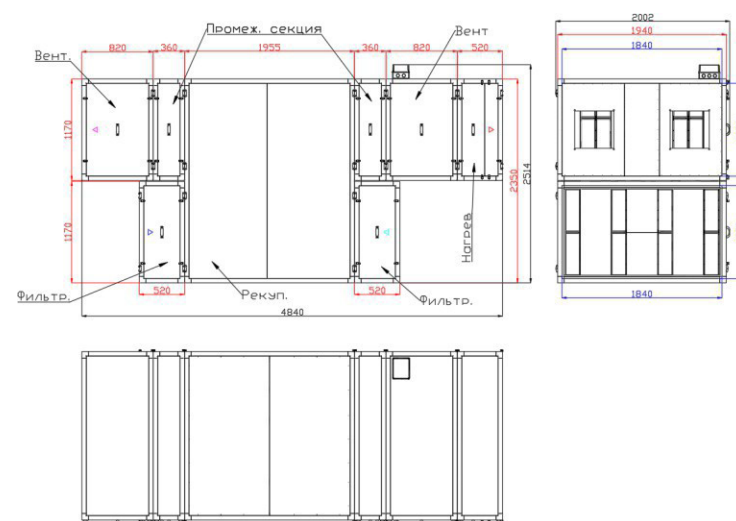 2002
Промеж. секция
Вент
1940
820
360
1955
360
820
520
1840
Вент.
1170
2350
2514
1170
Нагрев
Фильтр.
520
Рекуп.
520
Фильтр.
1840
4840